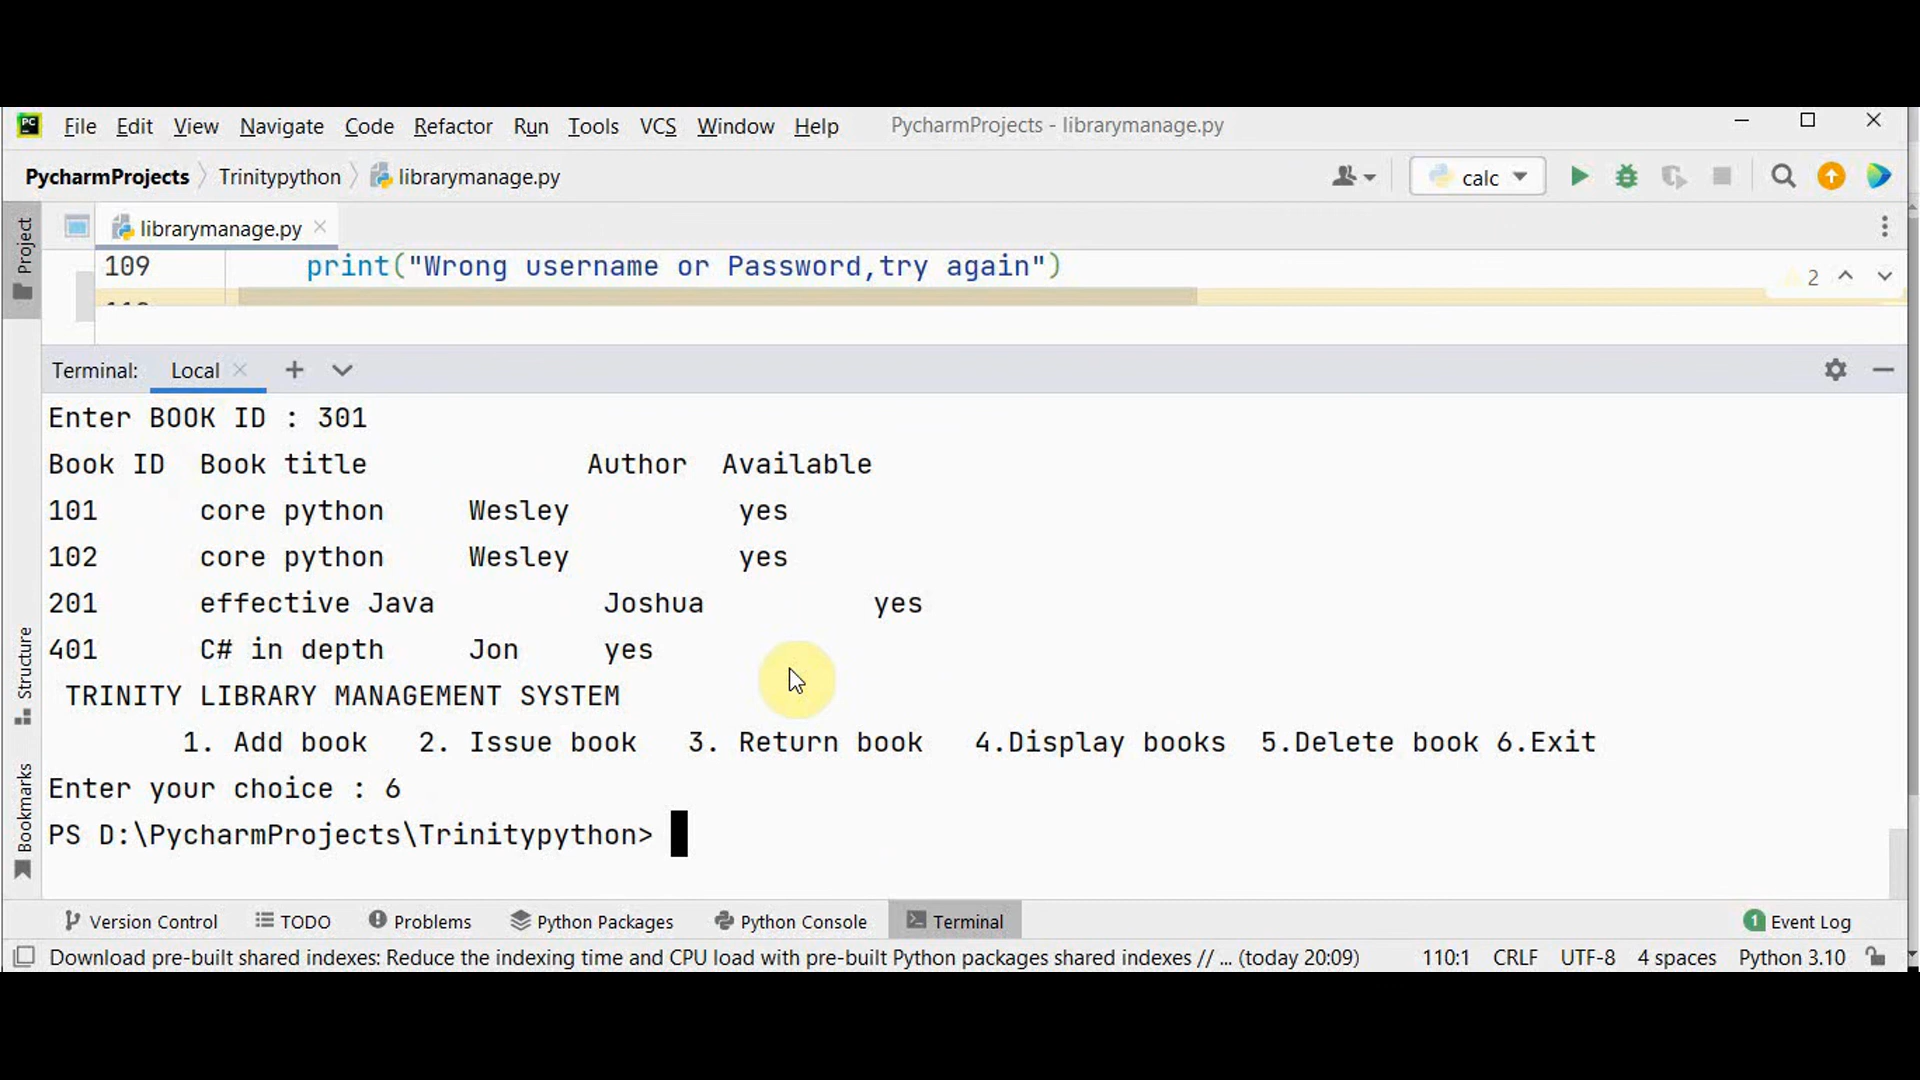 PC File Edit View Navigate Code Refactor Run Tools VCS Window Help PycharmProjects - librarymanage.py
PycharmProjects Trinitypython librarymanage.py calc
Project
librarymanage.py
109 print("Wrong username or Password,try again")
2
Terminal: Local
Enter BOOK ID : 301
Book ID Book title Author Available
101 core python Wesley yes
102 core python Wesley yes
201 effective Java Joshua yes
401 C# in depth Jon yes
TRINITY LIBRARY MANAGEMENT SYSTEM
1. Add book 2. Issue book 3. Return book 4.Display books 5.Delete book 6.Exit
Enter your choice : 6
PS D:\PycharmProjects\Trinitypython>
Structure
Bookmarks
Version Control TODO Problems Python Packages Python Console Terminal 1 Event Log
Download pre-built shared indexes: Reduce the indexing time and CPU load with pre-built Python packages shared indexes // ... (today 20:09) 110:1 CRLF UTF-8 4 spaces Python 3.10